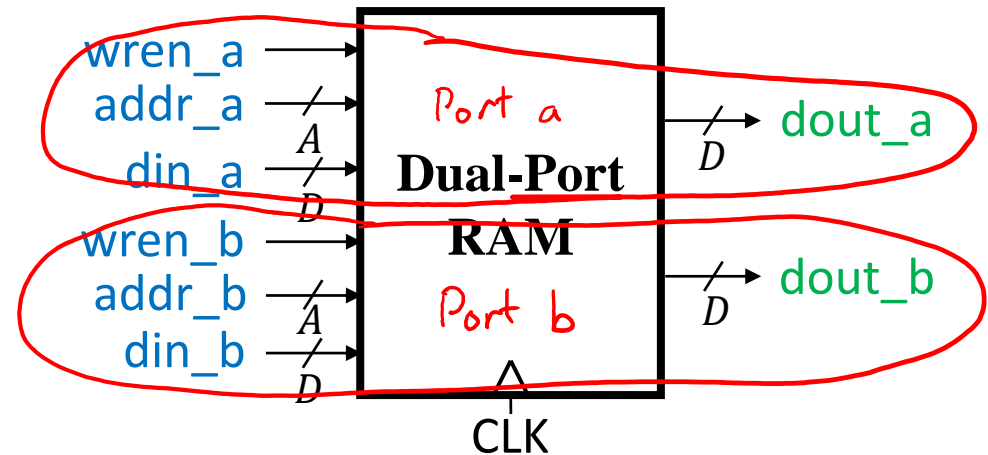 wren_a
addr_a
A
din_a
D
Port a
Dual-Port
RAM
Port b
dout_a
D
wren_b
addr_b
A
din_b
D
dout_b
D
CLK